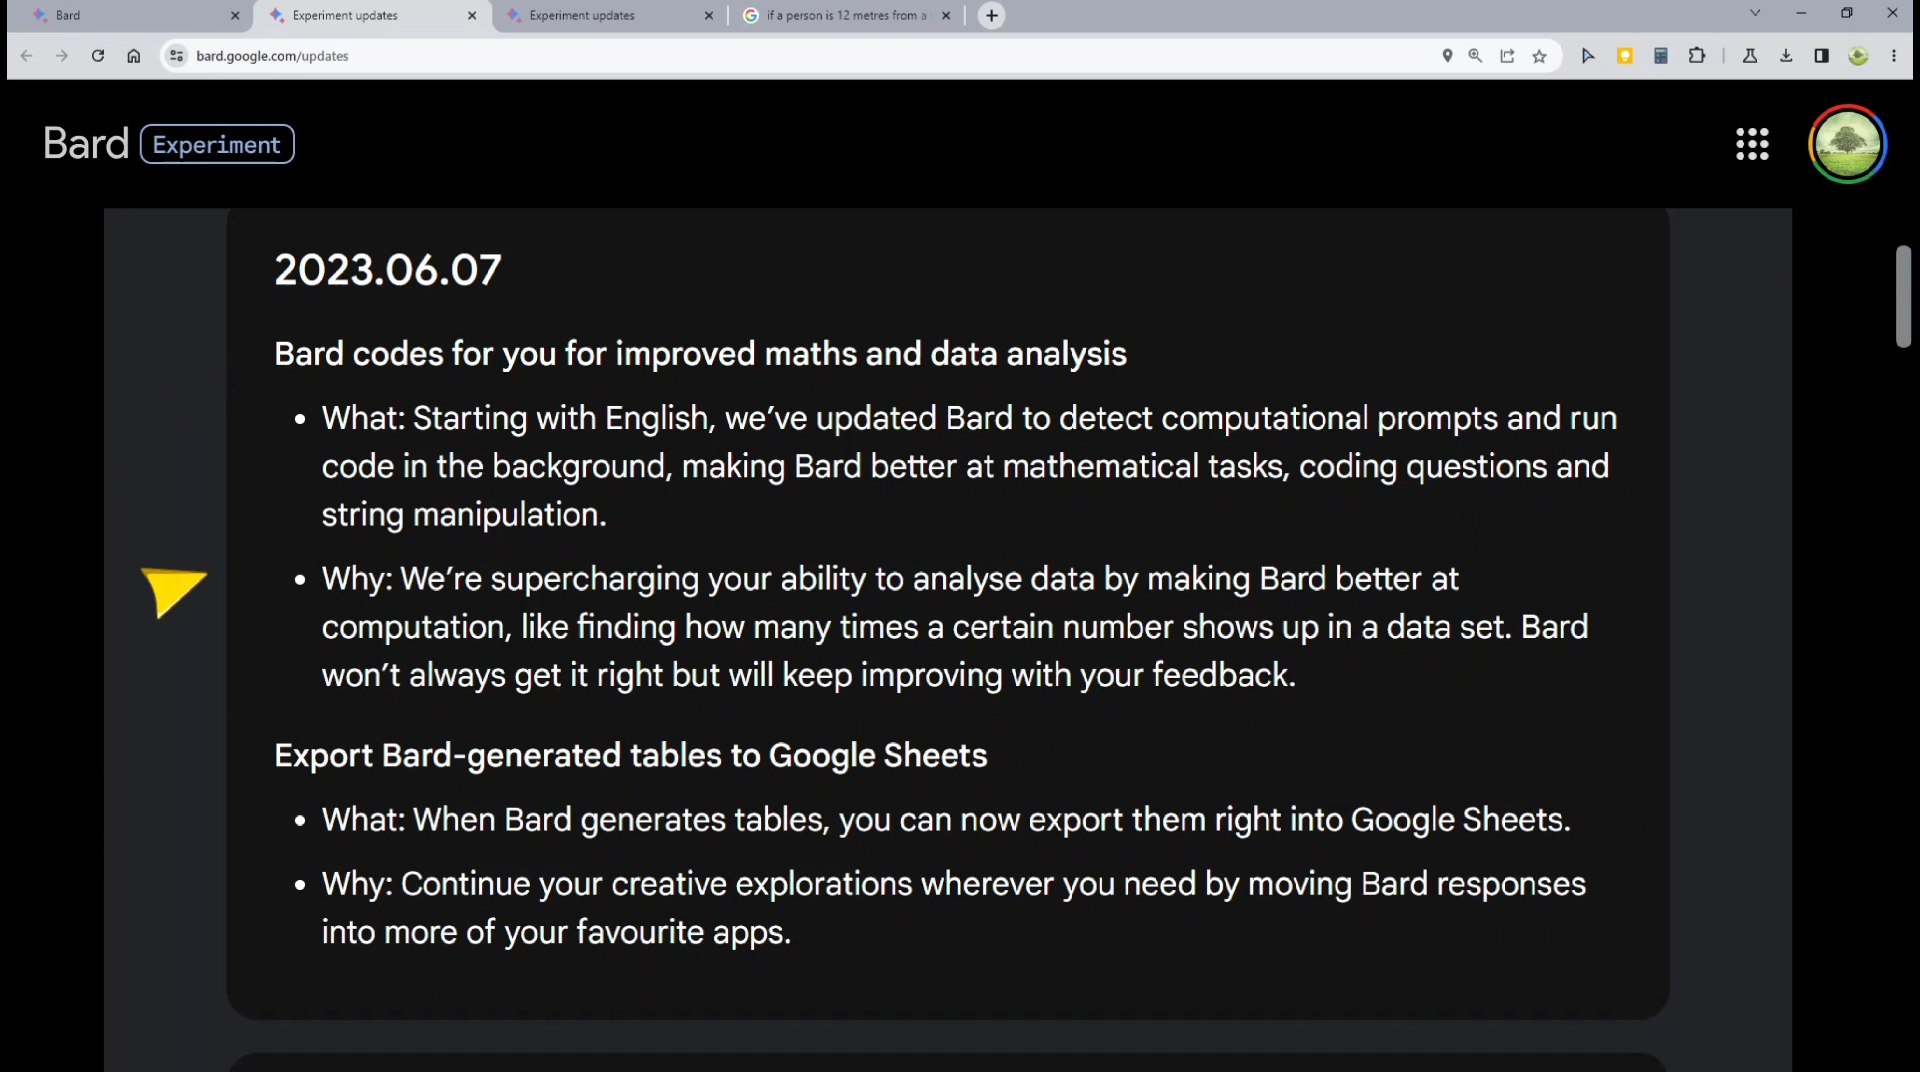 Bard
Experiment updates
Experiment updates
if a person is 12 metres from a
bard.google.com/updates
Bard Experiment
2023.06.07
Bard codes for you for improved maths and data analysis
• What: Starting with English, we’ve updated Bard to detect computational prompts and run
code in the background, making Bard better at mathematical tasks, coding questions and
string manipulation.
• Why: We’re supercharging your ability to analyse data by making Bard better at
computation, like finding how many times a certain number shows up in a data set. Bard
won’t always get it right but will keep improving with your feedback.
Export Bard-generated tables to Google Sheets
• What: When Bard generates tables, you can now export them right into Google Sheets.
• Why: Continue your creative explorations wherever you need by moving Bard responses
into more of your favourite apps.